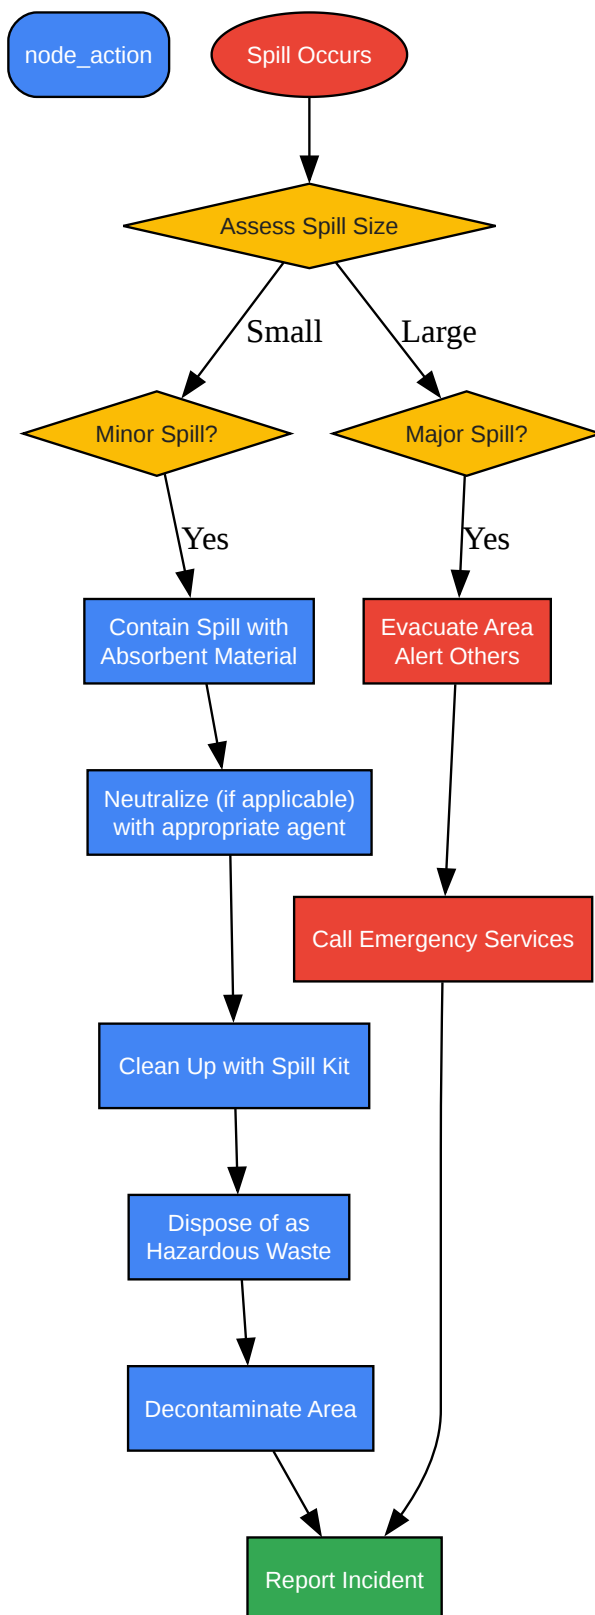 node_action
Spill Occurs
Assess Spill Size
Small
Large
Minor Spill?
Major Spill?
Yes
Yes
Contain Spill with
Absorbent Material
Evacuate Area
Alert Others
Neutralize (if applicable)
with appropriate agent
Call Emergency Services
Clean Up with Spill Kit
Dispose of as
Hazardous Waste
Decontaminate Area
Report Incident